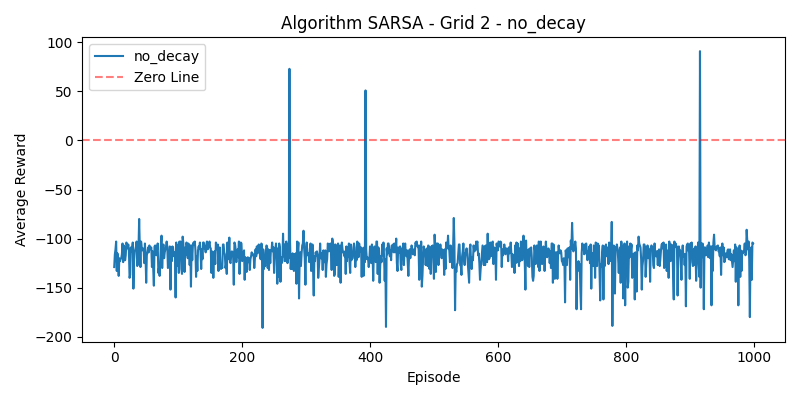 Algorithm SARSA - Grid 2 - no_decay
no_decay
Zero Line
Average Reward
100
50
0
−50
−100
−150
−200
0
200
400
600
800
1000
Episode